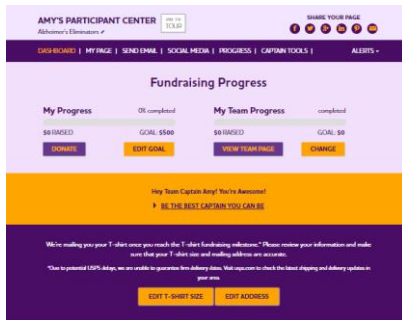 AMY'S PARTICIPANT CENTER
TOUR
SHARE YOUR PAGE
Alzheimer's Eliminators
DASHBOARD | MY PAGE | SEND EMAIL | SOCIAL MEDIA | PROGRESS | CAPTAIN TOOLS | ALERTS
Fundraising Progress
My Progress 0% completed
My Team Progress completed
$0 RAISED GOAL: $500
$0 RAISED GOAL: $0
DONATE EDIT GOAL VIEW TEAM PAGE CHANGE
Hey Team Captain Amy! You're Awesome!
BE THE BEST CAPTAIN YOU CAN BE
We're mailing you your T-shirt once you reach the T-shirt fundraising milestone.* Please review your information and make
sure that your T-shirt size and mailing address are accurate.
*Due to potential USPS delays, we are unable to guarantee firm delivery dates. Visit usps.com to check the latest shipping and delivery updates in
your area.
EDIT T-SHIRT SIZE EDIT ADDRESS